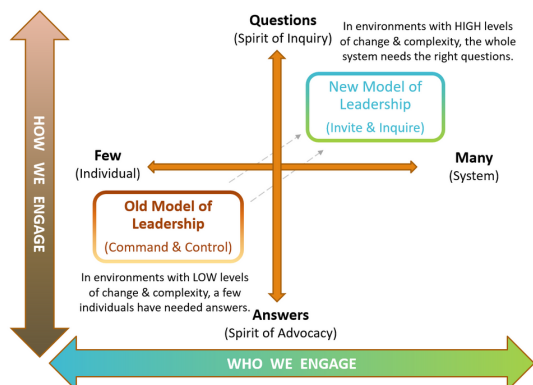 Questions
(Spirit of Inquiry)
In environments with HIGH levels
of change & complexity, the whole
system needs the right questions.
New Model of
Leadership
(Invite & Inquire)
HOW WE ENGAGE
Few
(Individual)
Many
(System)
Old Model of
Leadership
(Command & Control)
In environments with LOW levels
of change & complexity, a few
individuals have needed answers.
Answers
(Spirit of Advocacy)
WHO WE ENGAGE